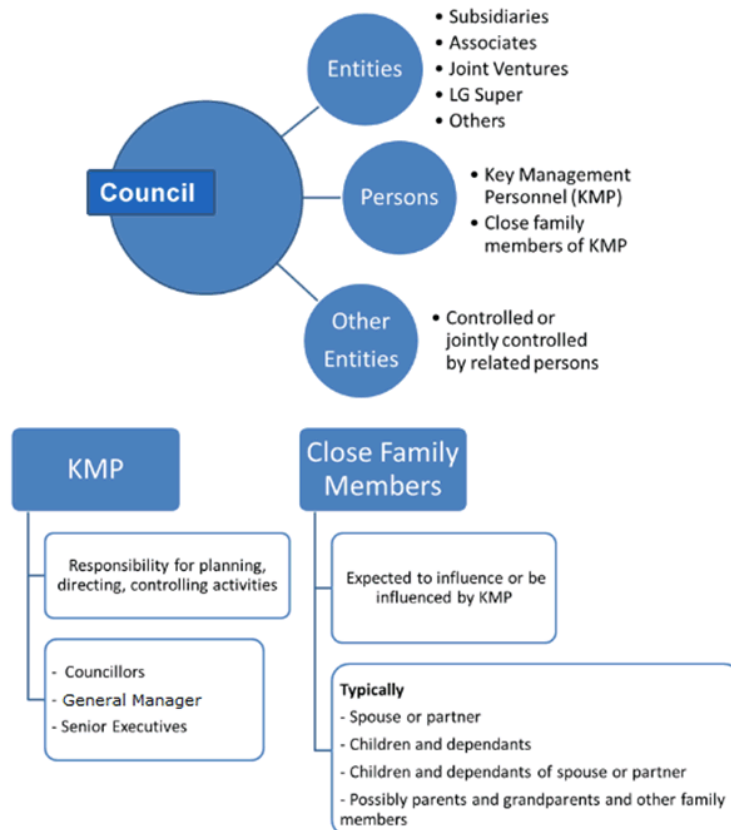 Entities
• Subsidiaries
• Associates
• Joint Ventures
• LG Super
• Others
Council
Persons
• Key Management
Personnel (KMP)
• Close family
members of KMP
Other
Entities
• Controlled or
jointly controlled
by related persons
KMP
Responsibility for planning,
directing, controlling activities
- Councillors
- General Manager
- Senior Executives
Close Family
Members
Expected to influence or be
influenced by KMP
Typically
- Spouse or partner
- Children and dependants
- Children and dependants of spouse or partner
- Possibly parents and grandparents and other family
members